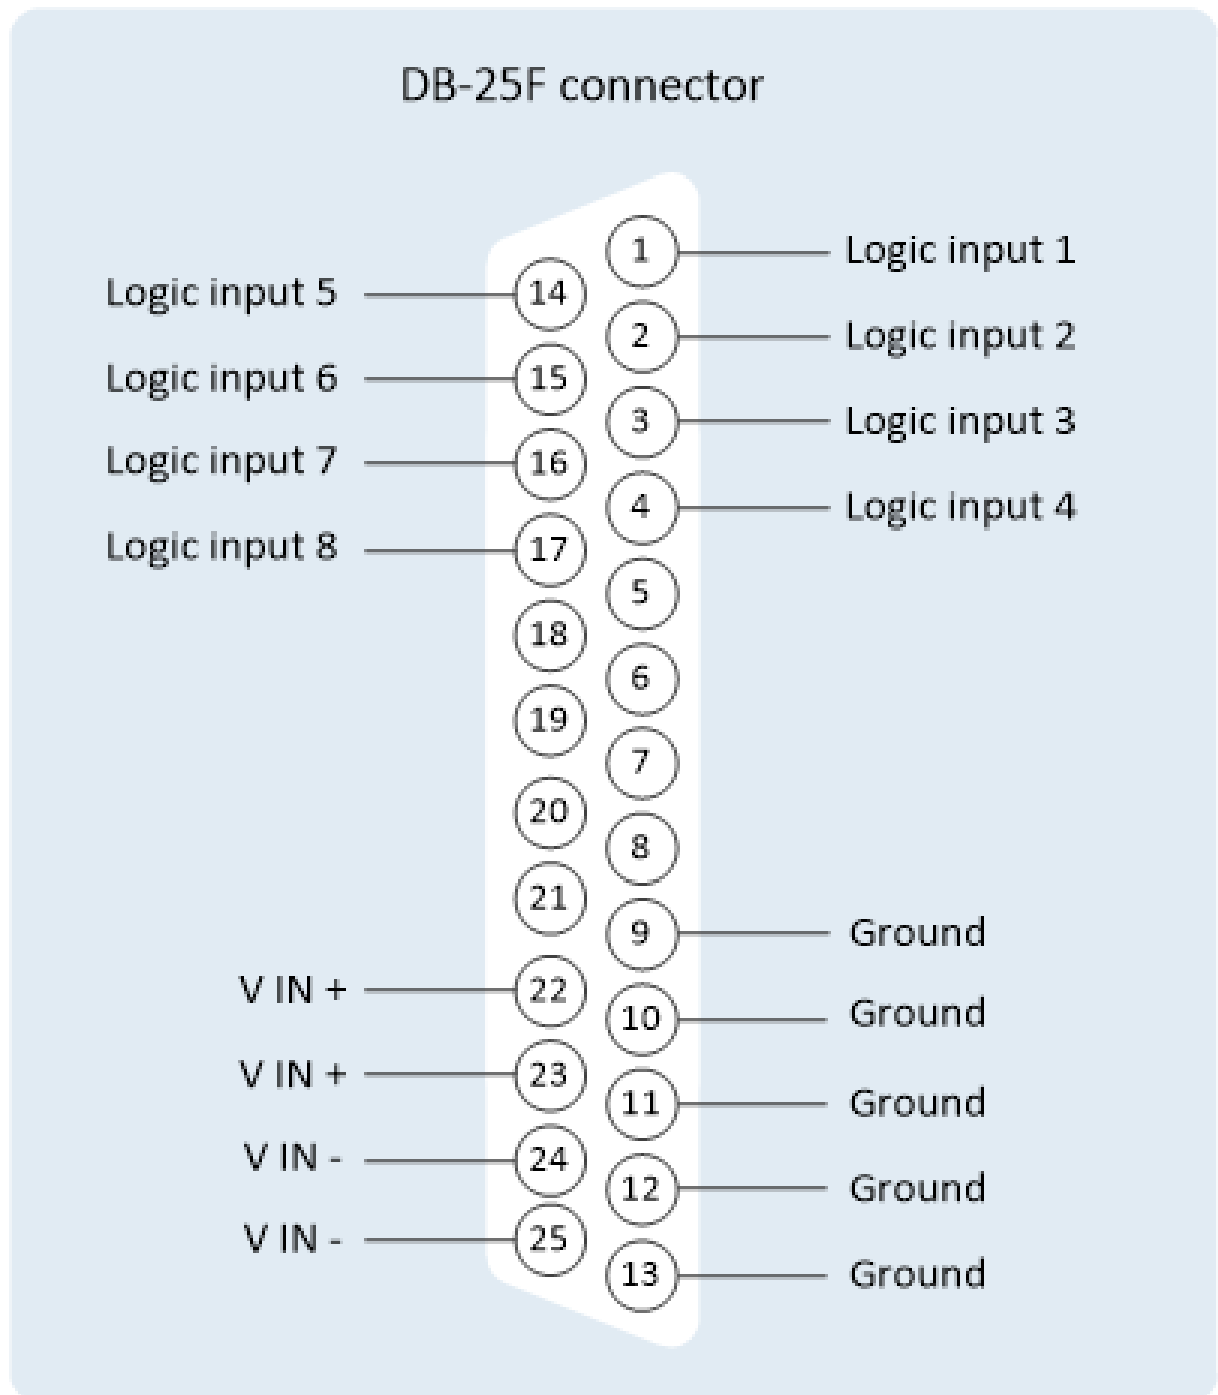 DB-25F connector
1 Logic input 1
Logic input 5 14
2 Logic input 2
Logic input 6 15
3 Logic input 3
Logic input 7 16
4 Logic input 4
Logic input 8 17
5
18
6
19
7
20
8
21
9 Ground
V IN + 22
10 Ground
V IN + 23
11 Ground
V IN - 24
12 Ground
V IN - 25
13 Ground